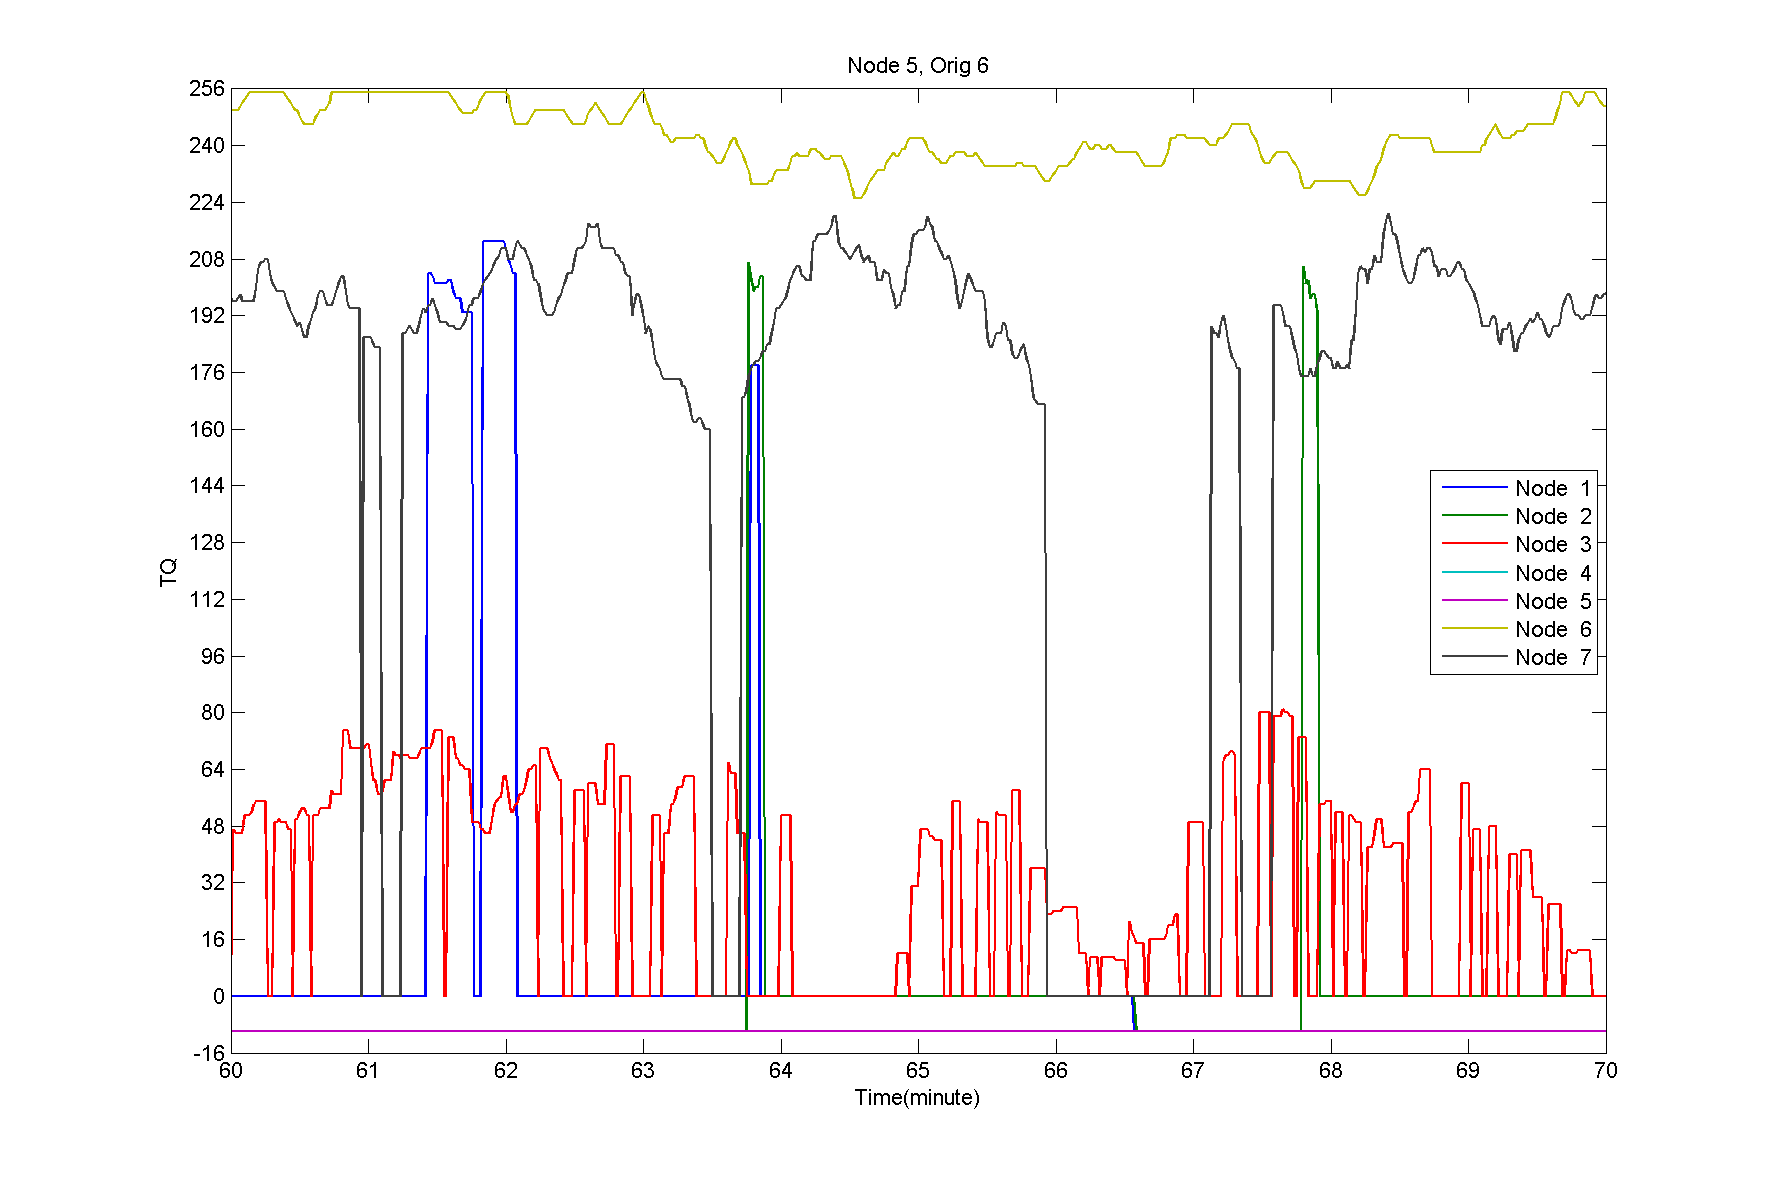 Node 5, Orig 6
256
240
224
208
192
176
160
144
128
112
96
80
64
48
32
16
0
-16
TQ
Node 1
Node 2
Node 3
Node 4
Node 5
Node 6
Node 7
60 61 62 63 64 65 66 67 68 69 70
Time(minute)